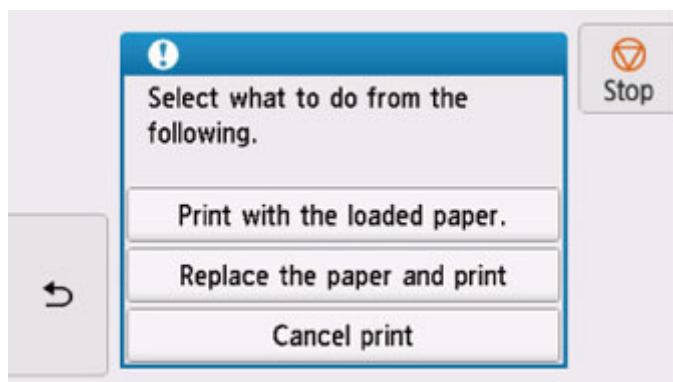 Select what to do from the
following.
Stop
Print with the loaded paper.
Replace the paper and print
Cancel print